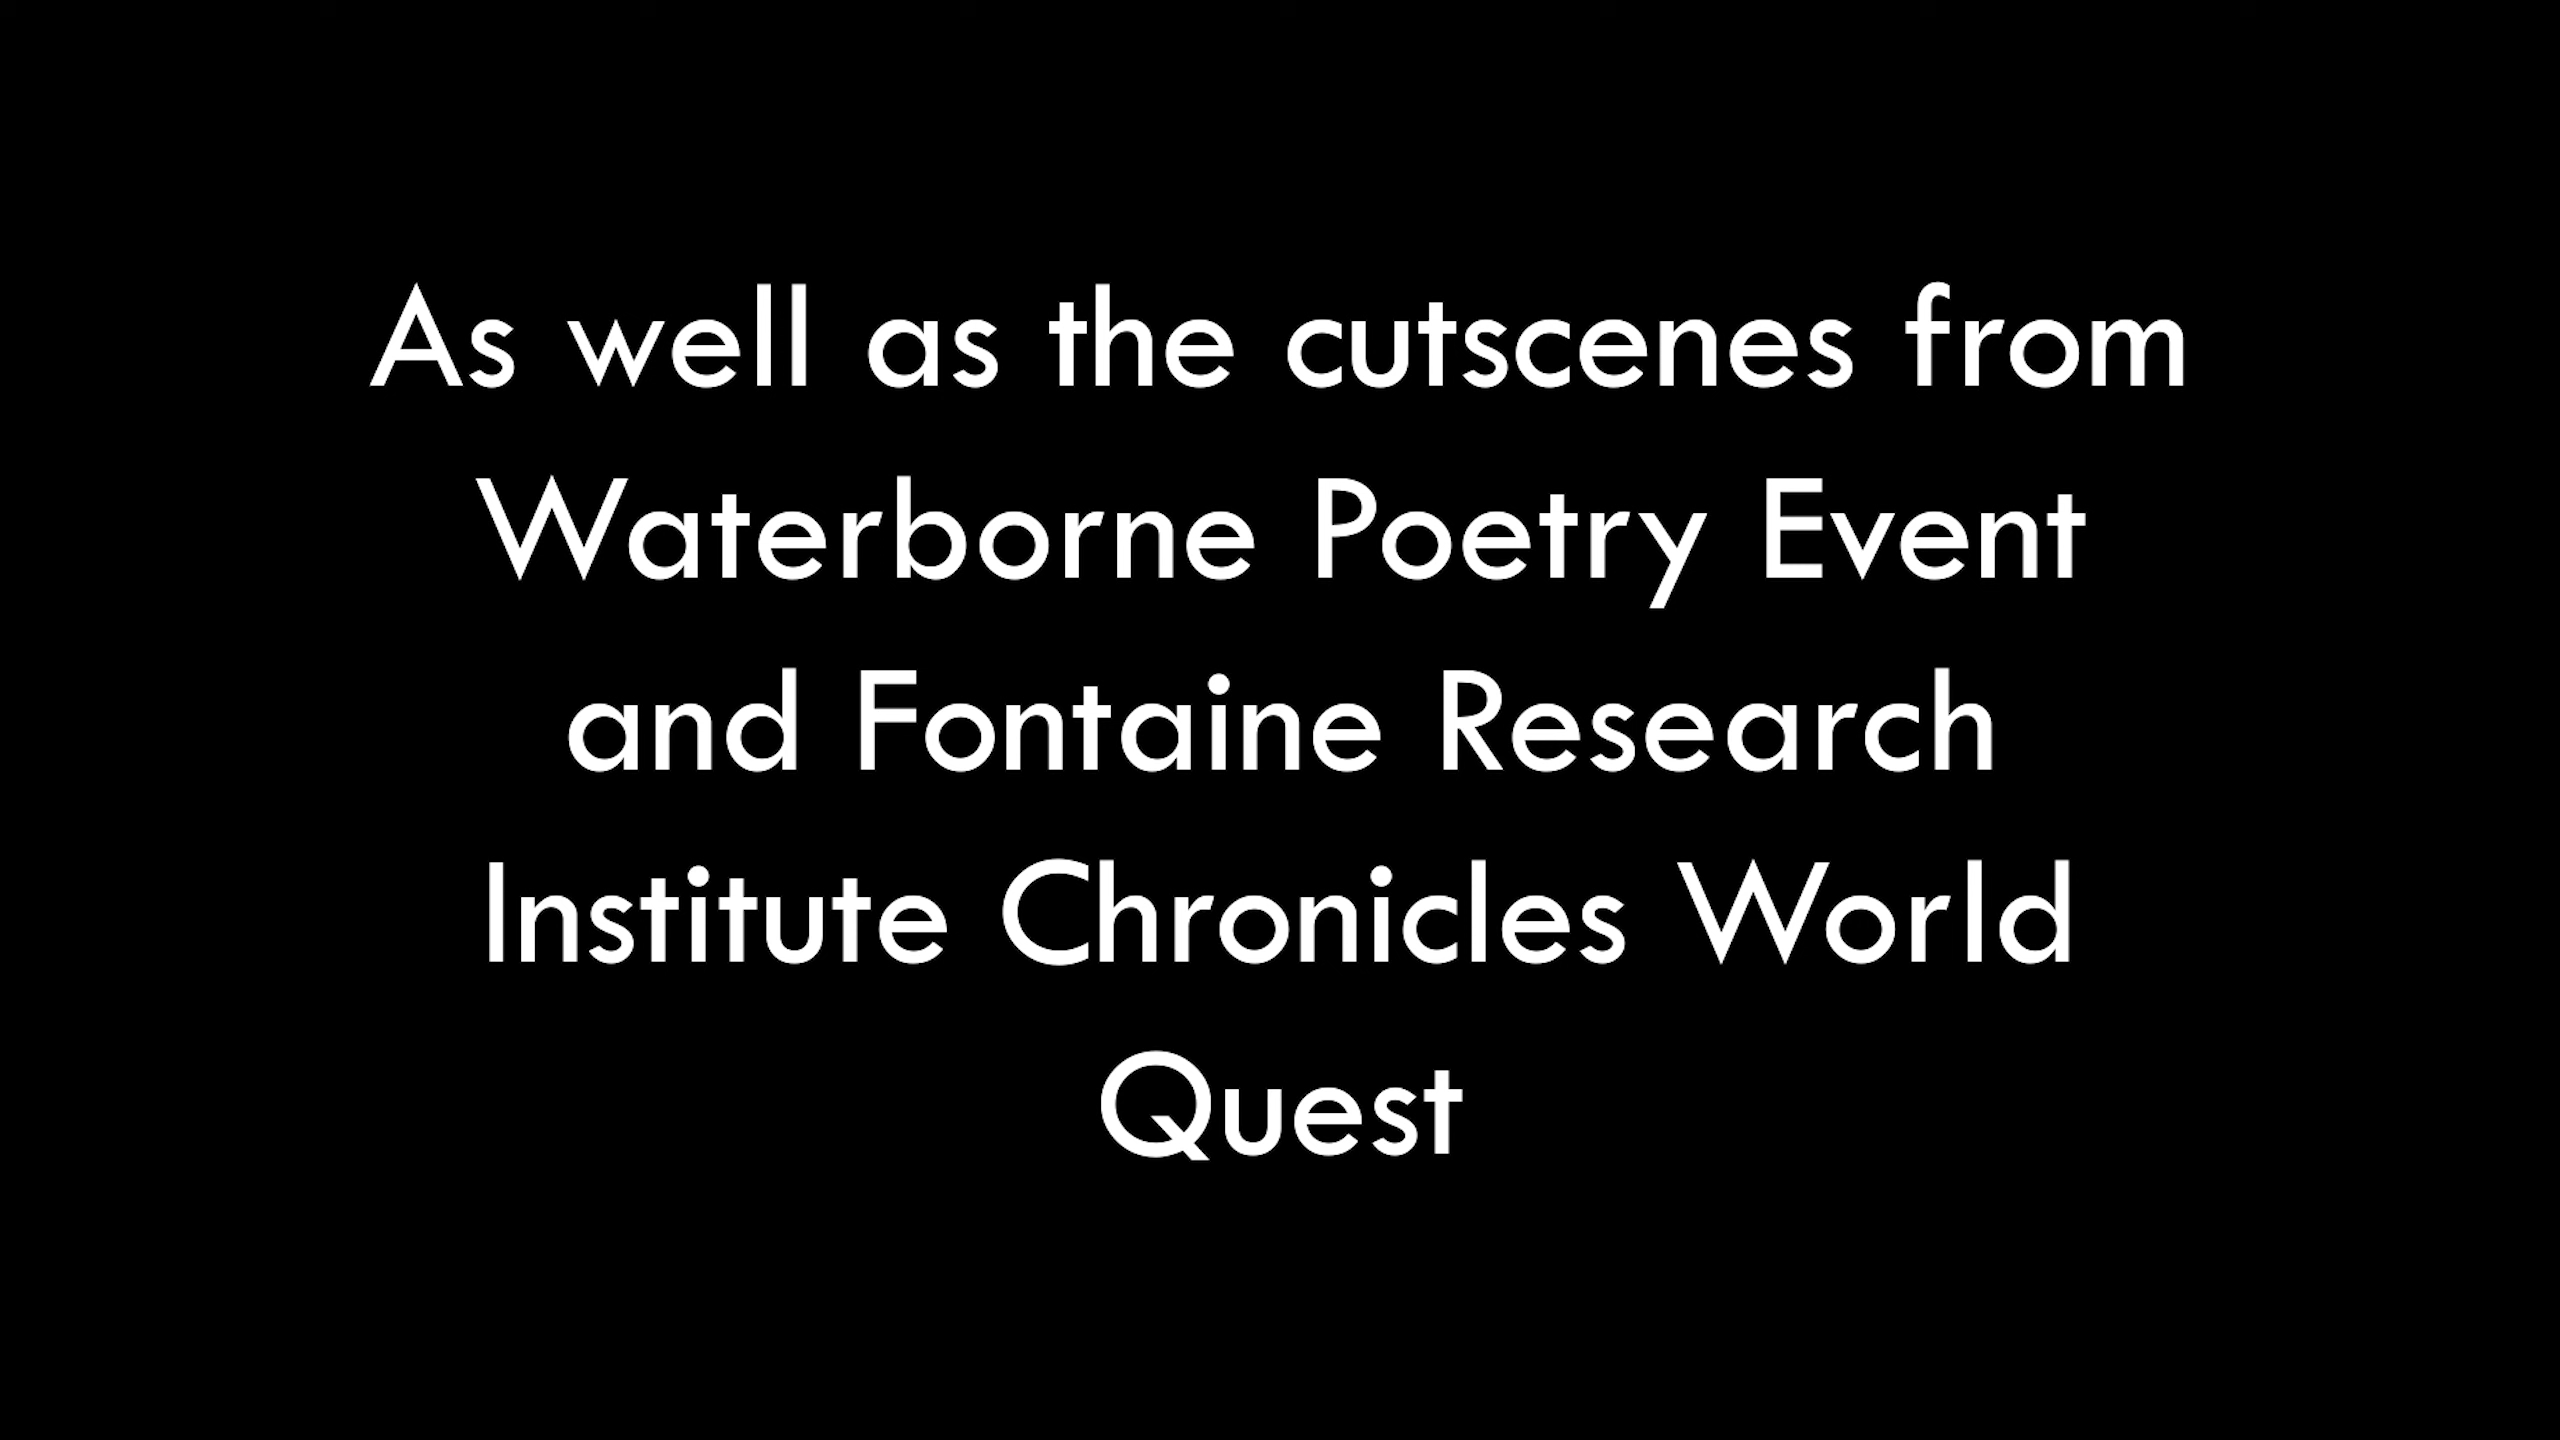 As well as the cutscenes from
Waterborne Poetry Event
and Fontaine Research
Institute Chronicles World
Quest